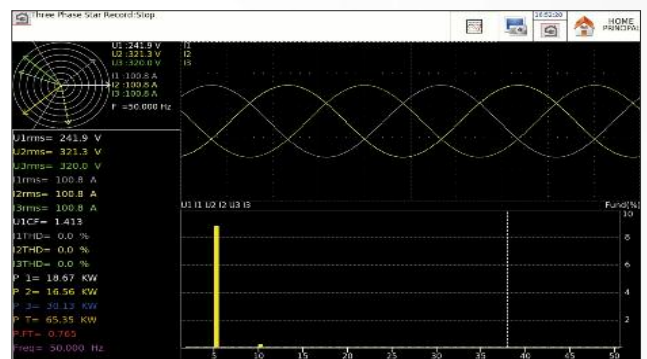 Three Phase Star Record:Stop
16:52:20
HOME
PRINCIPAL
U1 :241.9 V
U2 :321.3 V
U3 :320.0 V
I1 :100.8 A
I2 :100.8 A
I3 :100.8 A
F =50.000 Hz
I1
I2
I3
U1rms= 241.9 V
U2rms= 321.3 V
U3rms= 320.0 V
I1rms= 100.8 A
I2rms= 100.8 A
I3rms= 100.8 A
U1CF= 1.413
I1THD= 0.0 %
I2THD= 0.0 %
I3THD= 0.0 %
P 1= 18.67 KW
P 2= 16.56 KW
P 3= 30.13 KW
P T= 65.35 KW
P.FT= 0.765
Freq= 50.000 Hz
U1 I1 U2 I2 U3 I3
Fund(%)
10
8
6
4
2
5 10 15 20 25 30 35 40 45 50